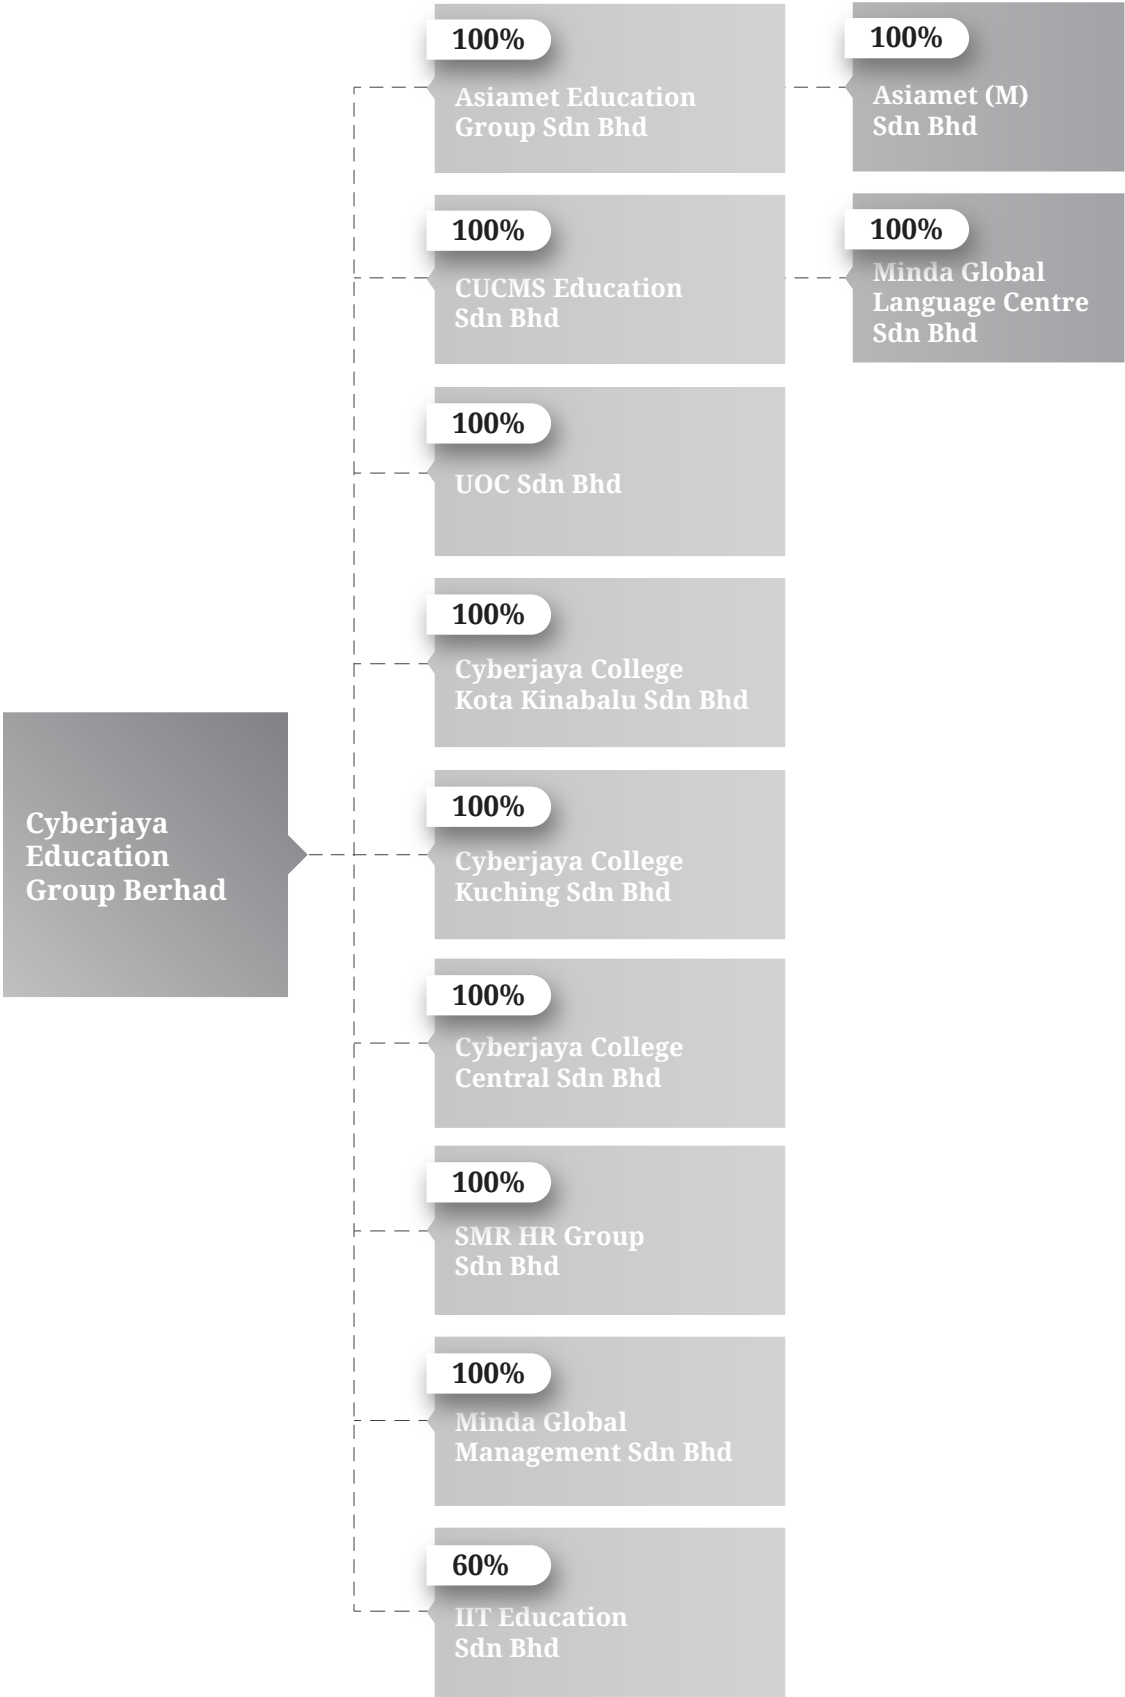 Cyberjaya
Education
Group Berhad
100%
Asiamet Education
Group Sdn Bhd
100%
Asiamet (M)
Sdn Bhd
100%
CUCMS Education
Sdn Bhd
100%
Minda Global
Language Centre
Sdn Bhd
100%
UOC Sdn Bhd
100%
Cyberjaya College
Kota Kinabalu Sdn Bhd
100%
Cyberjaya College
Kuching Sdn Bhd
100%
Cyberjaya College
Central Sdn Bhd
100%
SMR HR Group
Sdn Bhd
100%
Minda Global
Management Sdn Bhd
60%
IIT Education
Sdn Bhd